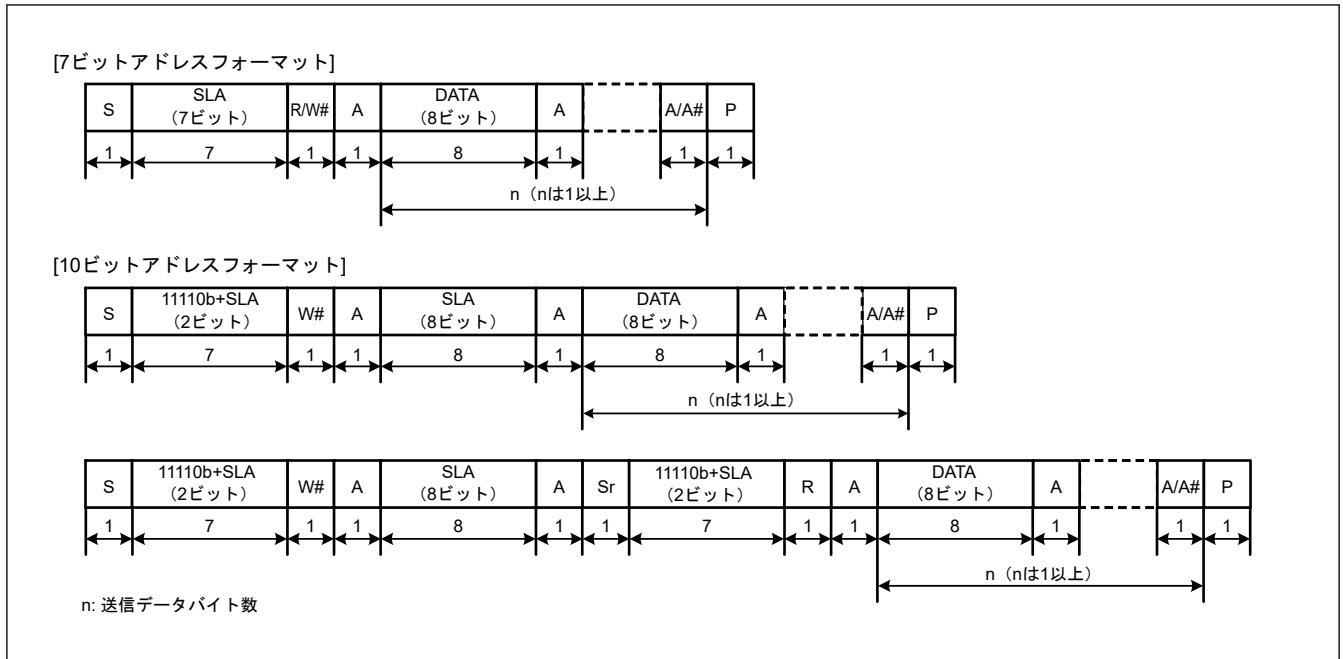 [7ビットアドレスフォーマット]
S SLA R/W# A DATA A A/A# P
(7ビット) (8ビット)
1 7 1 1 8 1 1 1
n (nは1以上)
[10ビットアドレスフォーマット]
S 11110b+SLA W# A SLA A DATA A A/A# P
(2ビット) (8ビット) (8ビット)
1 7 1 1 8 1 8 1 1 1
n (nは1以上)
S 11110b+SLA W# A SLA A Sr 11110b+SLA R A DATA A A/A# P
(2ビット) (8ビット) (2ビット) (8ビット)
1 7 1 1 8 1 1 7 1 1 8 1 1 1
n (nは1以上)
n: 送信データバイト数